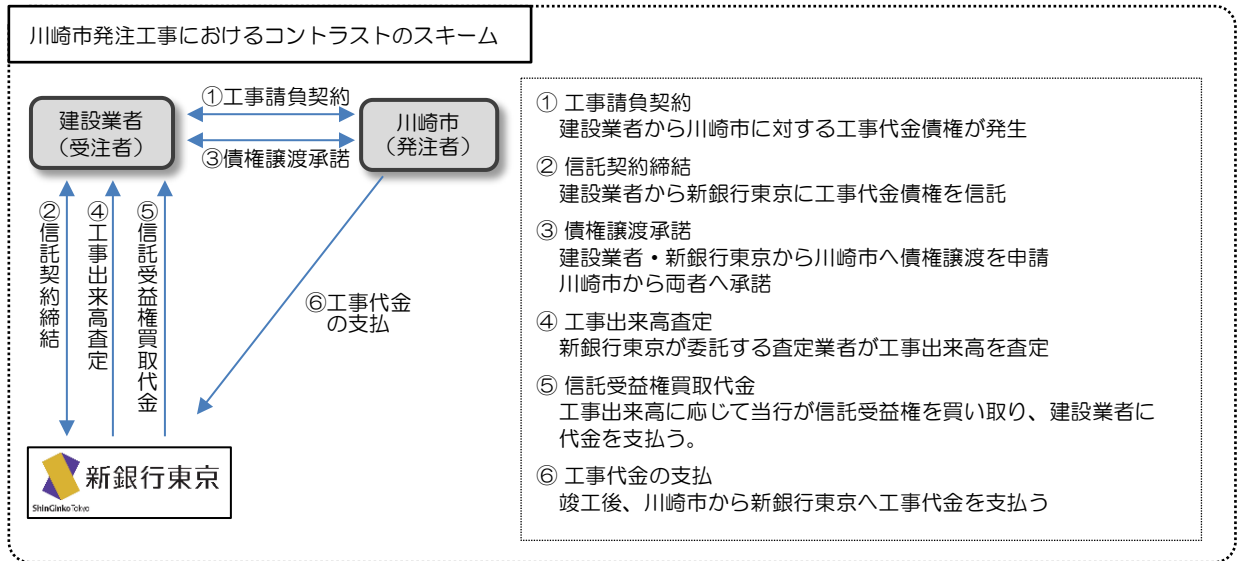 川崎市発注工事におけるコントラストのスキーム
建設業者
（受注者）
①工事請負契約
③債権譲渡承諾
川崎市
（発注者）
②信託契約締結
④工事出来高査定
⑤信託受益権買取代金
⑥工事代金
の支払
新銀行東京
ShinGinko Tokyo
① 工事請負契約
建設業者から川崎市に対する工事代金債権が発生
② 信託契約締結
建設業者から新銀行東京に工事代金債権を信託
③ 債権譲渡承諾
建設業者・新銀行東京から川崎市へ債権譲渡を申請
川崎市から両者へ承諾
④ 工事出来高査定
新銀行東京が委託する査定業者が工事出来高を査定
⑤ 信託受益権買取代金
工事出来高に応じて当行が信託受益権を買い取り、建設業者に
代金を支払う。
⑥ 工事代金の支払
竣工後、川崎市から新銀行東京へ工事代金を支払う